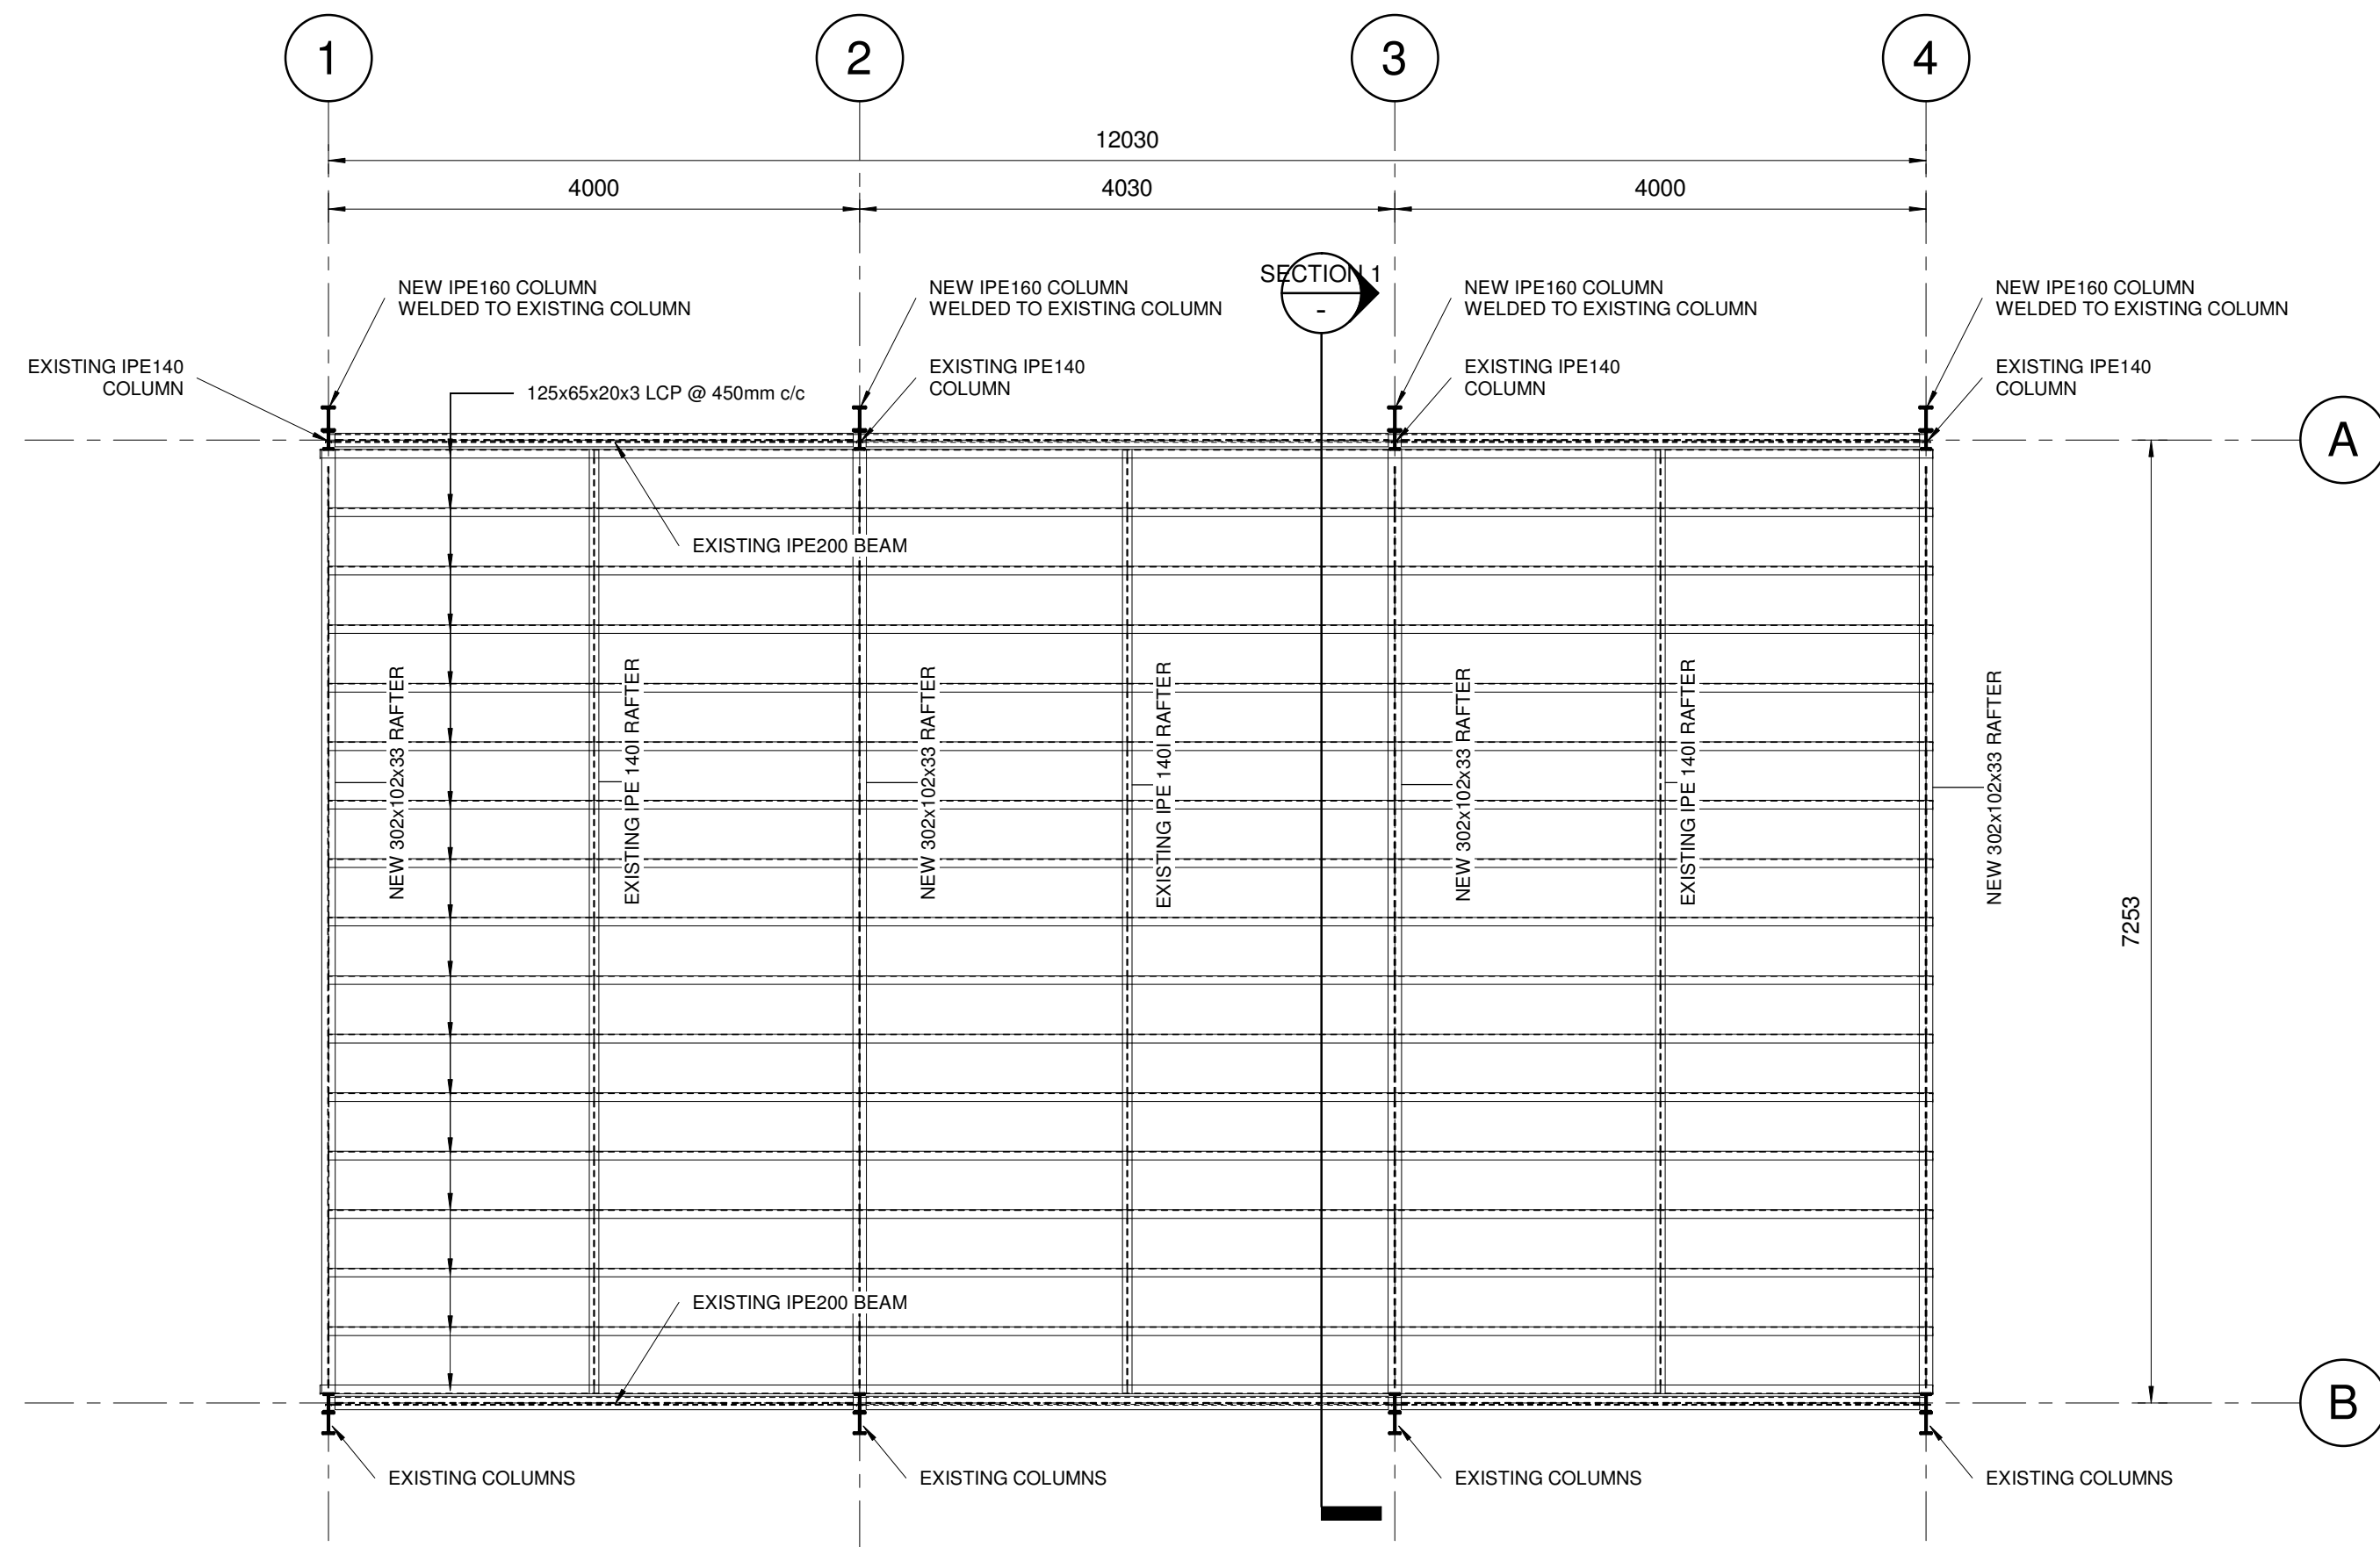 1
2
3
4
12030
4000
4030
4000
SECTION 1
-
NEW IPE160 COLUMN
WELDED TO EXISTING COLUMN
NEW IPE160 COLUMN
WELDED TO EXISTING COLUMN
NEW IPE160 COLUMN
WELDED TO EXISTING COLUMN
NEW IPE160 COLUMN
WELDED TO EXISTING COLUMN
EXISTING IPE140
COLUMN
125x65x20x3 LCP @ 450mm c/c
EXISTING IPE140
COLUMN
EXISTING IPE140
COLUMN
EXISTING IPE140
COLUMN
A
EXISTING IPE200 BEAM
NEW 302x102x33 RAFTER
EXISTING IPE 140I RAFTER
NEW 302x102x33 RAFTER
EXISTING IPE 140I RAFTER
NEW 302x102x33 RAFTER
EXISTING IPE 140I RAFTER
NEW 302x102x33 RAFTER
7253
EXISTING IPE200 BEAM
B
EXISTING COLUMNS
EXISTING COLUMNS
EXISTING COLUMNS
EXISTING COLUMNS